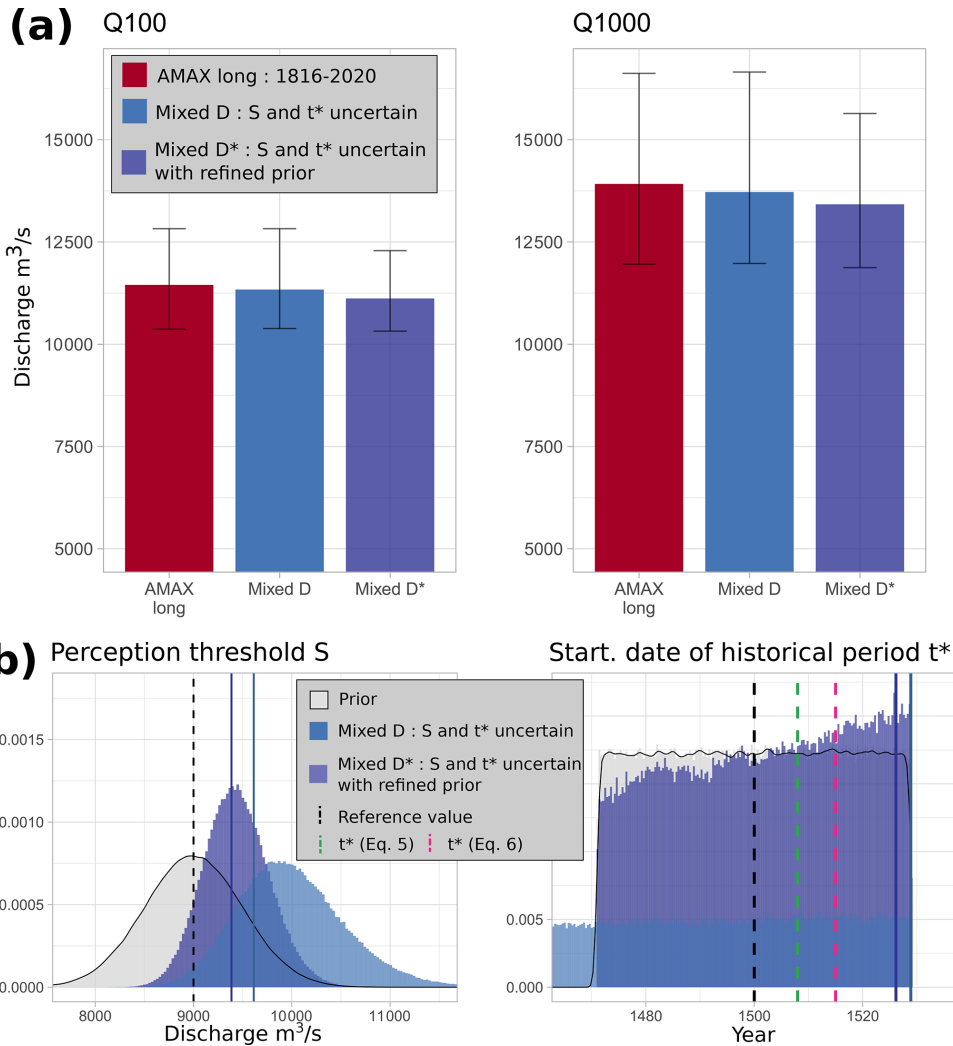 (a)
Q100
Q1000
AMAX long : 1816-2020
Mixed D : S and t* uncertain
Mixed D* : S and t* uncertain
with refined prior
Discharge m³/s
15000
12500
10000
7500
5000
AMAX
long
Mixed D
Mixed D*
15000
12500
10000
7500
5000
AMAX
long
Mixed D
Mixed D*
b)
Perception threshold S
Start. date of historical period t*
Prior
Mixed D : S and t* uncertain
Mixed D* : S and t* uncertain
with refined prior
Reference value
t* (Eq. 5)
t* (Eq. 6)
0.0015
0.0010
0.0005
0.0000
8000
9000
10000
11000
Discharge m³/s
0.005
0.000
1480
1500
1520
Year